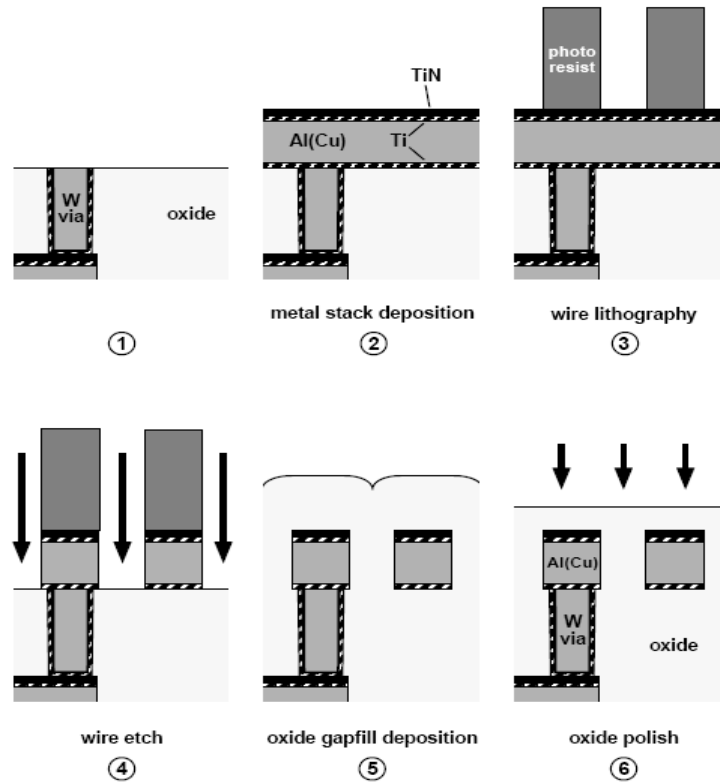 W
via
oxide
①
TiN
Al(Cu)
Ti
metal stack deposition
②
photo
resist
wire lithography
③
wire etch
④
oxide gapfill deposition
⑤
Al(Cu)
W
via
oxide
oxide polish
⑥